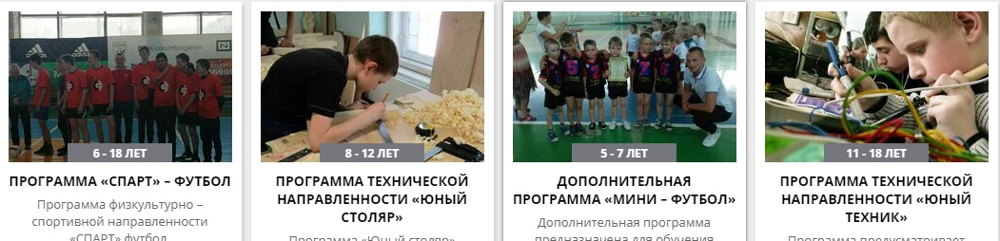 adidas
adidas
6 - 18 ЛЕТ
ПРОГРАММА «СПАРТ» – ФУТБОЛ
Программа физкультурно –
спортивной направленности
«СПАРТ» футбол
8 - 12 ЛЕТ
ПРОГРАММА ТЕХНИЧЕСКОЙ
НАПРАВЛЕННОСТИ «ЮНЫЙ
СТОЛЯР»
Программа «Юный столяр»
5 - 7 ЛЕТ
ДОПОЛНИТЕЛЬНАЯ
ПРОГРАММА «МИНИ – ФУТБОЛ»
Дополнительная программа
предназначена для обучения
11 - 18 ЛЕТ
ПРОГРАММА ТЕХНИЧЕСКОЙ
НАПРАВЛЕННОСТИ «ЮНЫЙ
ТЕХНИК»
Программа предусматривает